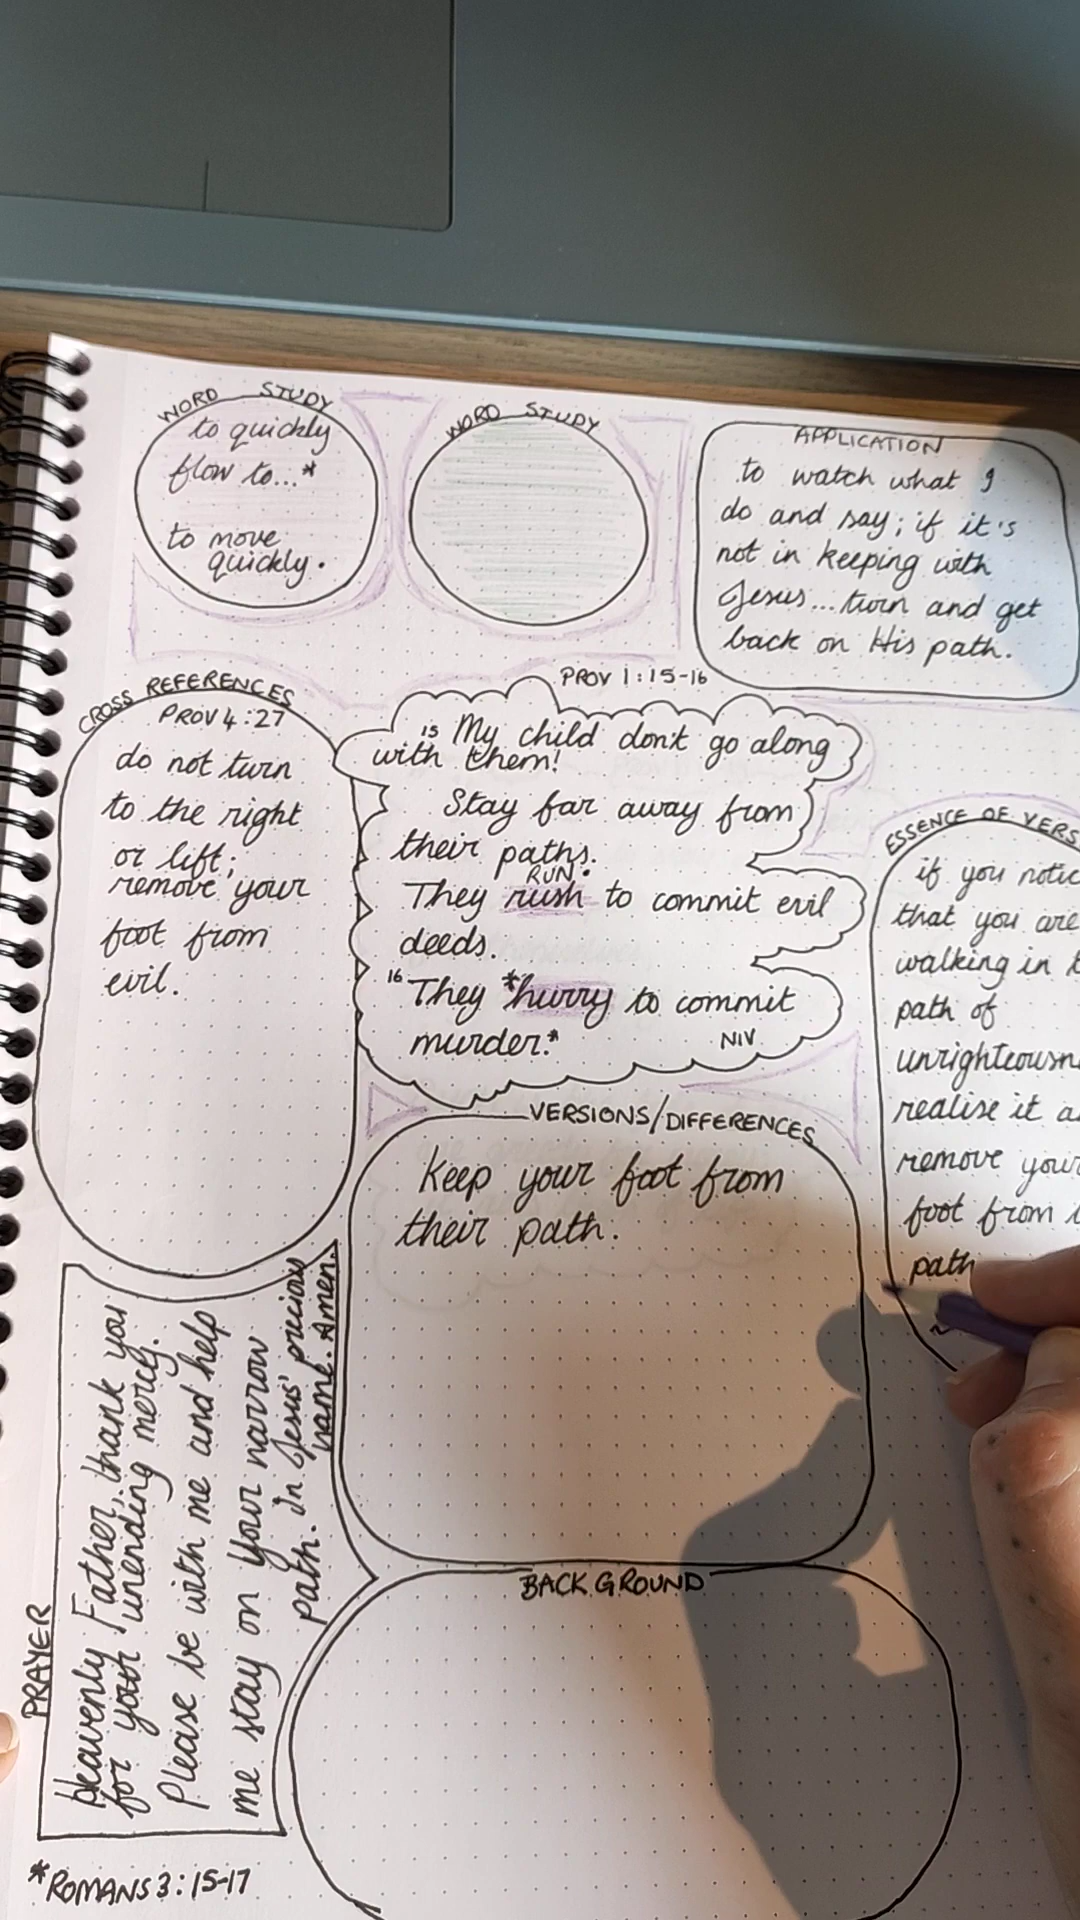 WORD STUDY
to quickly
flow to...*
to move
quickly.
WORD STUDY
APPLICATION
to watch what I
do and say; if it's
not in keeping with
Jesus...turn and get
back on His path.
CROSS REFERENCES
PROV 4:27
do not turn
to the right
or left;
remove your
foot from
evil.
PROV 1:15-16
15 My child don't go along
with them!
Stay far away from
their paths.
RUN.
They rush to commit evil
deeds.
16 They *hurry to commit
murder.*
NIV
ESSENCE OF VERS
if you notic
that you are
walking in t
path of
unrighteousn
realise it a
remove your
foot from i
path
VERSIONS/DIFFERENCES
Keep your foot from
their path.
BACKGROUND
PRAYER
Heavenly Father, thank you
for your unending mercy.
Please be with me and help
me stay on your narrow
path. In Jesus' precious
name. Amen.
*ROMANS 3:15-17